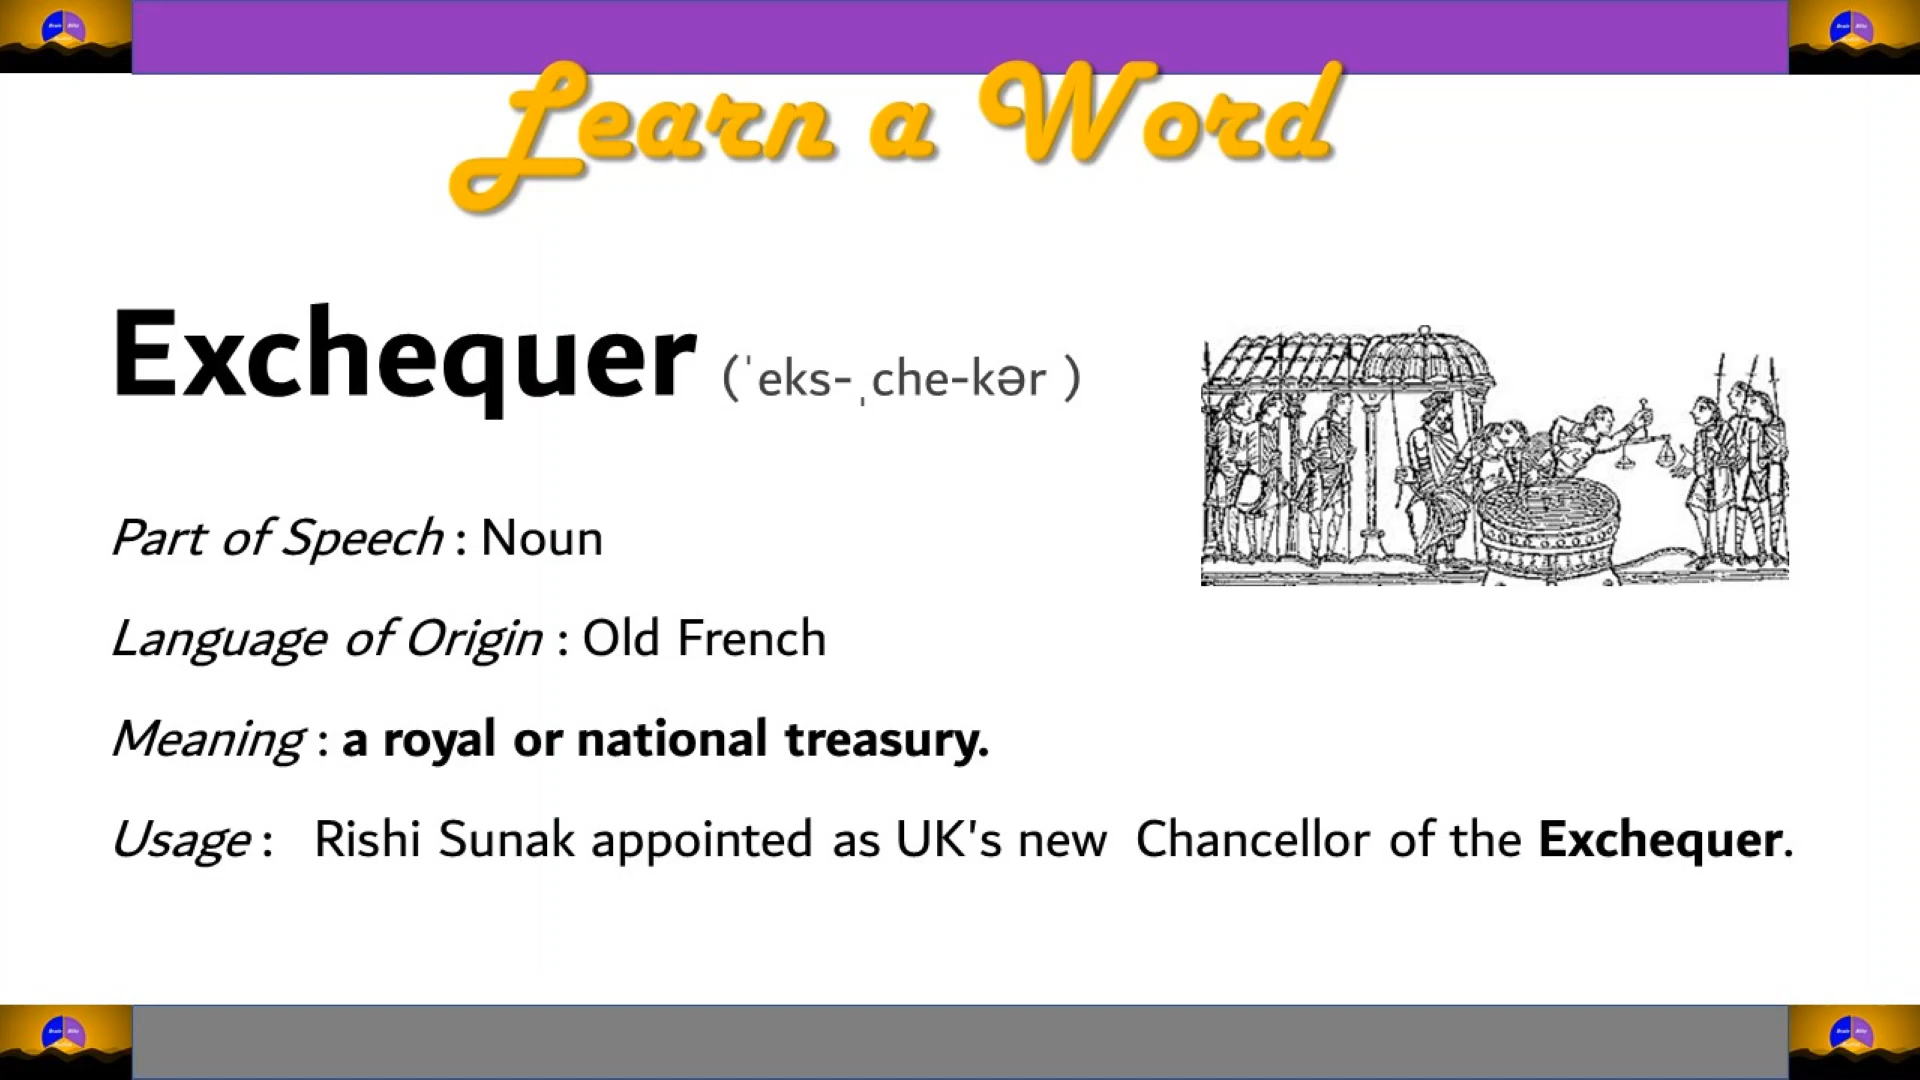 Learn a Word
Exchequer (ˈeks-ˌche-kər )
Part of Speech : Noun
Language of Origin : Old French
Meaning : a royal or national treasury.
Usage : Rishi Sunak appointed as UK's new Chancellor of the Exchequer.